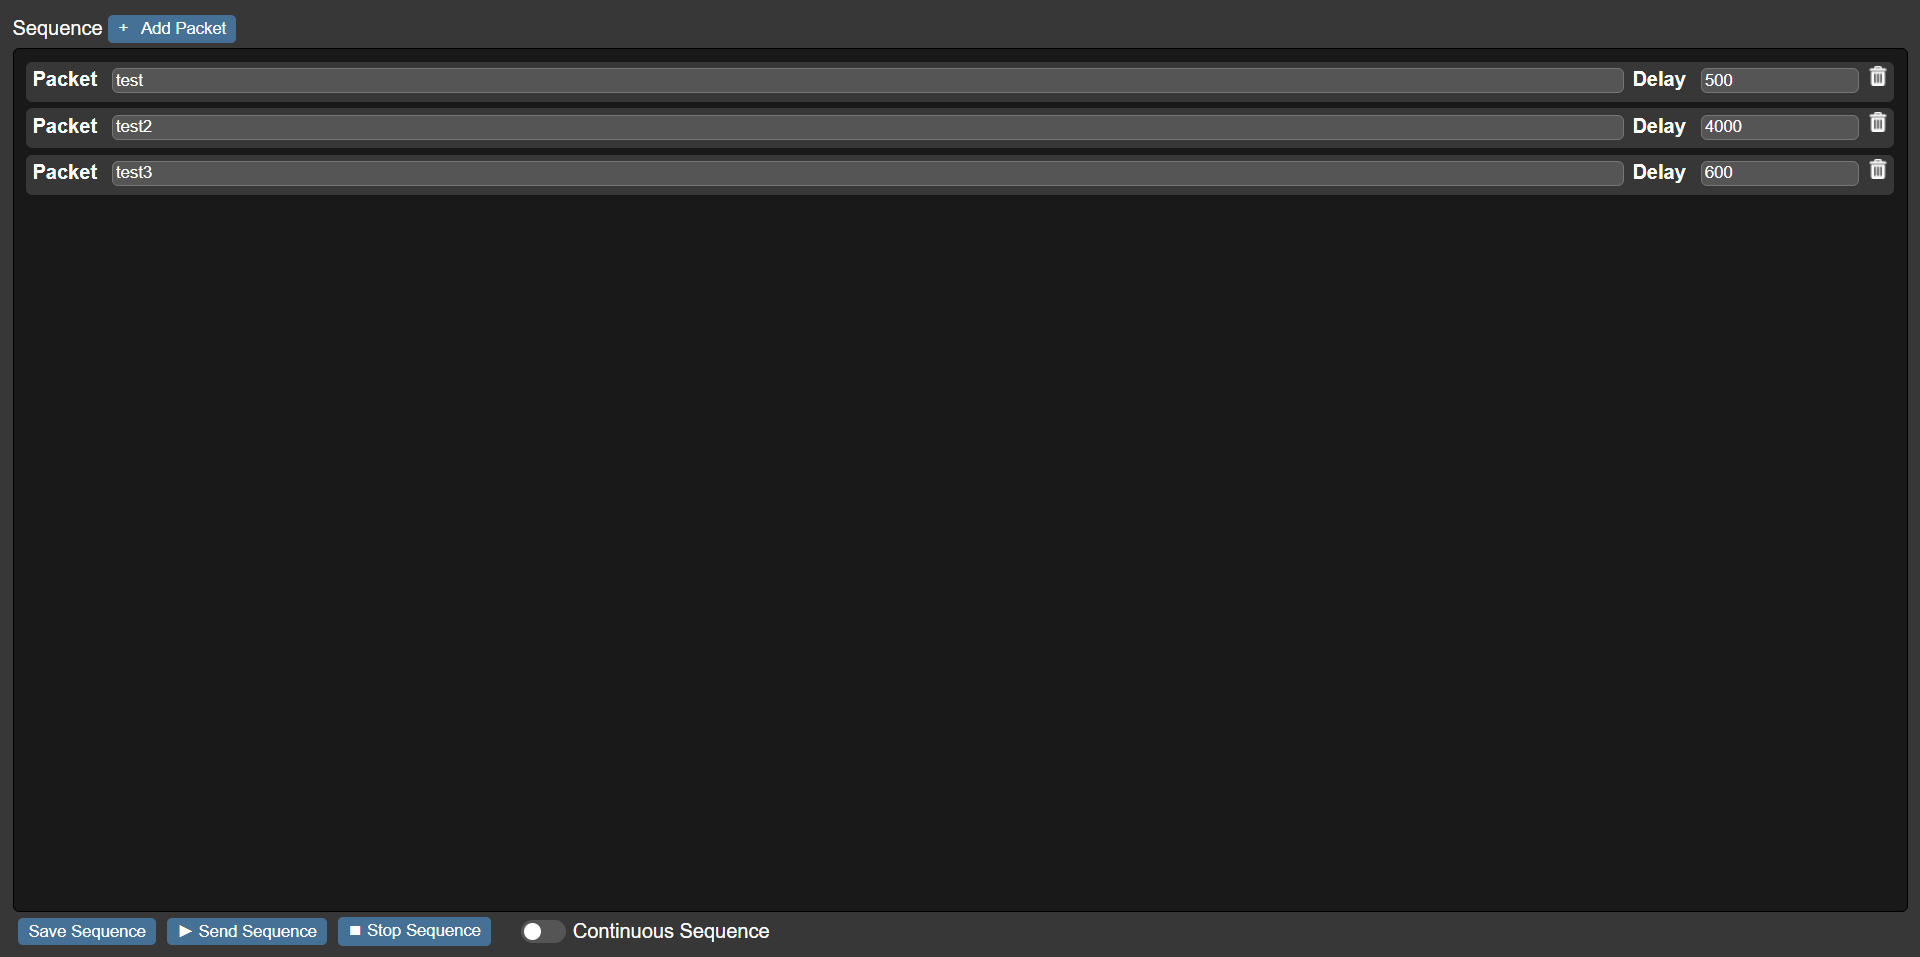 Sequence + Add Packet
Packet test Delay 500
Packet test2 Delay 4000
Packet test3 Delay 600
Save Sequence ▶ Send Sequence ■ Stop Sequence Continuous Sequence